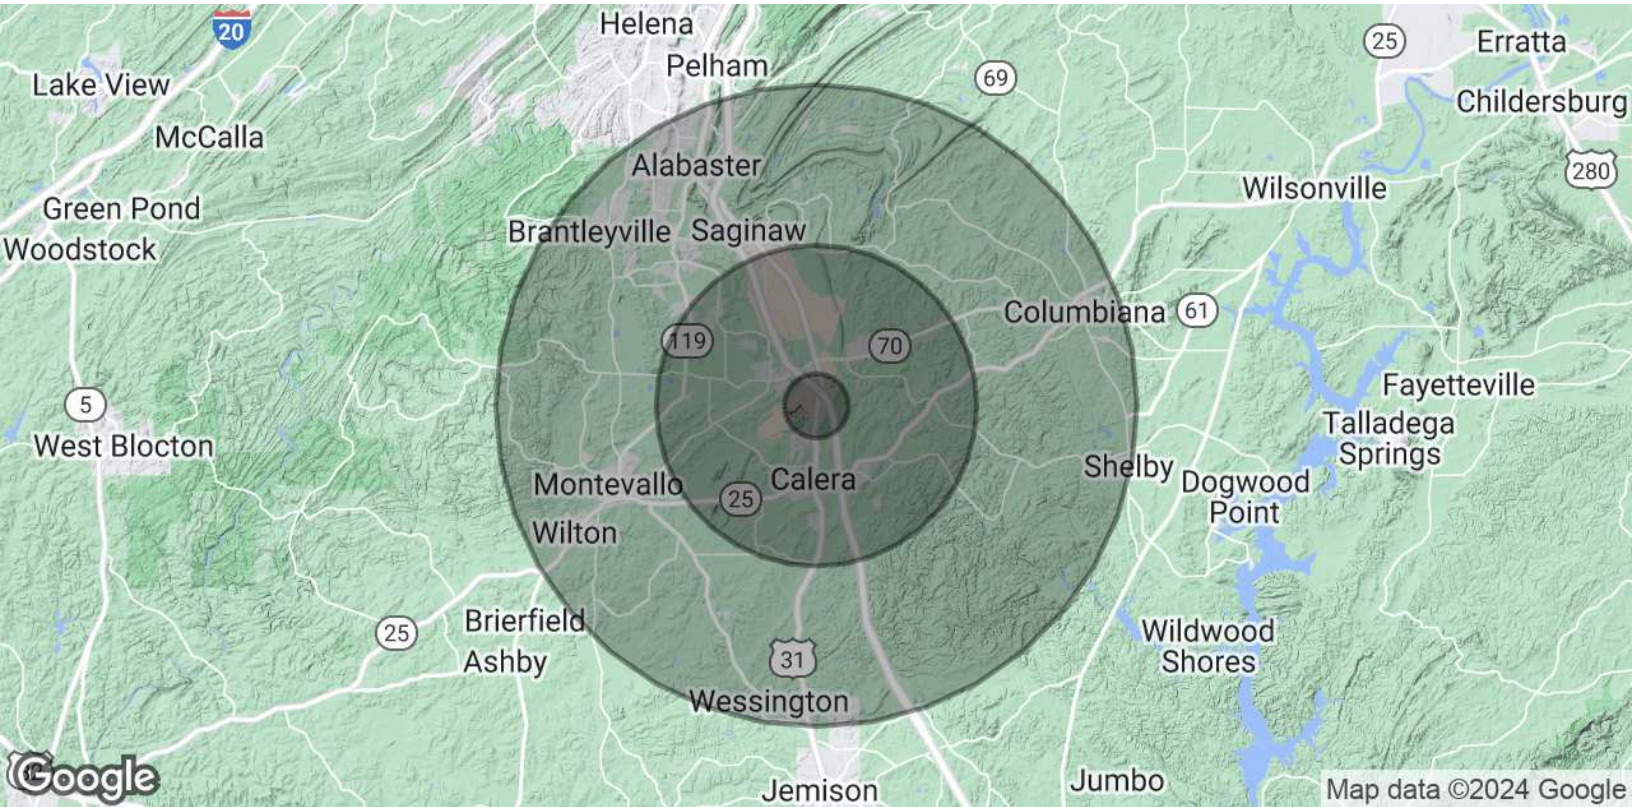 Helena
20
25
Erratta
Pelham
69
Lake View
Childersburg
McCalla
Alabaster
280
Wilsonville
Green Pond
Brantleyville
Saginaw
Woodstock
Columbiana
61
119
70
Fayetteville
5
Talladega
Springs
West Blocton
Shelby
Dogwood
Point
Montevallo
25
Calera
Wilton
Brierfield
25
Wildwood
Shores
Ashby
31
Wessington
Google
Jemison
Jumbo
Map data ©2024 Google